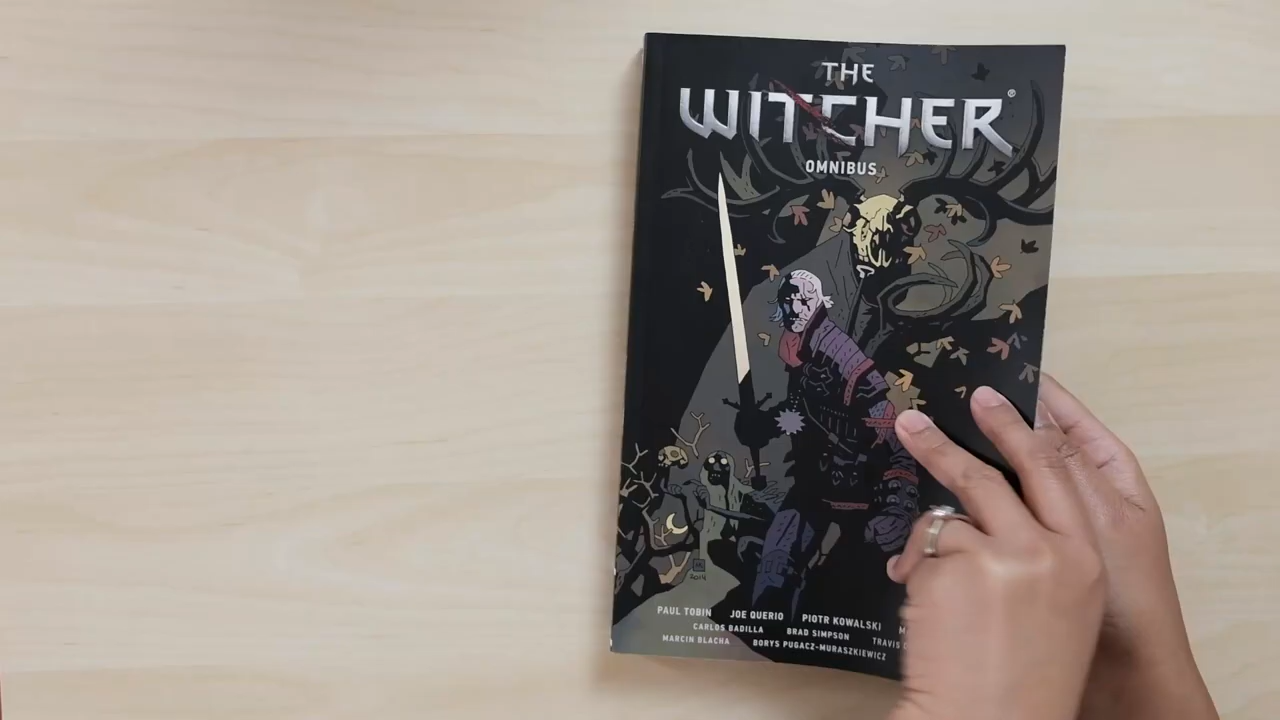 THE
WITCHER®
OMNIBUS
2014
PAUL TOBIN JOE QUERIO PIOTR KOWALSKI
CARLOS BADILLA BRAD SIMPSON TRAVIS
MARCIN BLACHA BORYS PUGACZ-MURASZKIEWICZ